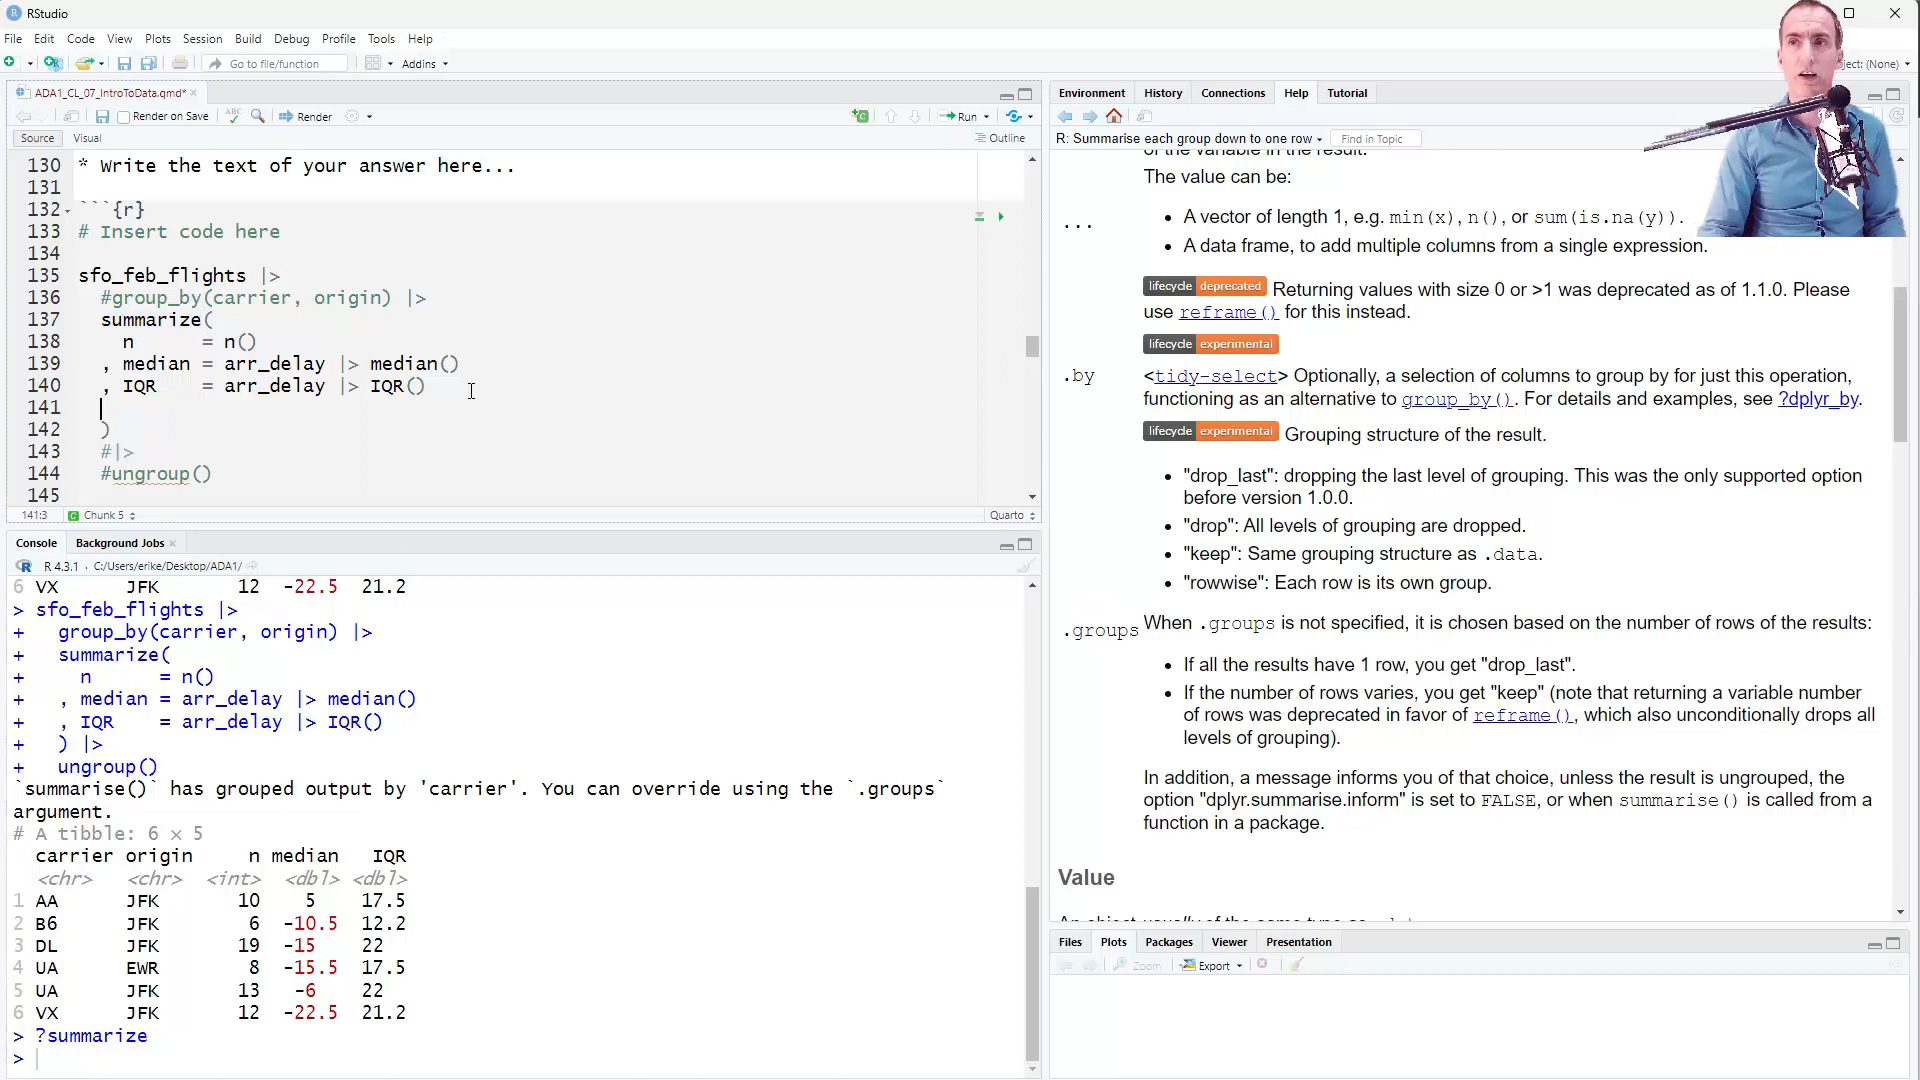 RStudio
File Edit Code View Plots Session Build Debug Profile Tools Help
Go to file/function Addins
ject: (None)
ADA1_CL_07_IntroToData.qmd*
Render on Save Render Run
Source Visual Outline
130 * Write the text of your answer here...
131
132 ```{r}
133 # Insert code here
134
135 sfo_feb_flights |>
136 #group_by(carrier, origin) |>
137 summarize(
138 n = n()
139 , median = arr_delay |> median()
140 , IQR = arr_delay |> IQR()
141
142 )
143 #|>
144 #ungroup()
145
141:3 Chunk 5 Quarto
Console Background Jobs
R 4.3.1 · C:/Users/erike/Desktop/ADA1/
6 VX JFK 12 -22.5 21.2
> sfo_feb_flights |>
+ group_by(carrier, origin) |>
+ summarize(
+ n = n()
+ , median = arr_delay |> median()
+ , IQR = arr_delay |> IQR()
+ ) |>
+ ungroup()
`summarise()` has grouped output by 'carrier'. You can override using the `.groups`
argument.
# A tibble: 6 × 5
carrier origin n median IQR
<chr> <chr> <int> <dbl> <dbl>
1 AA JFK 10 5 17.5
2 B6 JFK 6 -10.5 12.2
3 DL JFK 19 -15 22
4 UA EWR 8 -15.5 17.5
5 UA JFK 13 -6 22
6 VX JFK 12 -22.5 21.2
> ?summarize
>
Environment History Connections Help Tutorial
R: Summarise each group down to one row Find in Topic
of the variable in the result.
The value can be:
...
• A vector of length 1, e.g. min(x), n(), or sum(is.na(y)).
• A data frame, to add multiple columns from a single expression.
lifecycle deprecated Returning values with size 0 or >1 was deprecated as of 1.1.0. Please
use reframe() for this instead.
lifecycle experimental
.by <tidy-select> Optionally, a selection of columns to group by for just this operation,
functioning as an alternative to group_by(). For details and examples, see ?dplyr_by.
lifecycle experimental Grouping structure of the result.
• "drop_last": dropping the last level of grouping. This was the only supported option
before version 1.0.0.
• "drop": All levels of grouping are dropped.
• "keep": Same grouping structure as .data.
• "rowwise": Each row is its own group.
.groups When .groups is not specified, it is chosen based on the number of rows of the results:
• If all the results have 1 row, you get "drop_last".
• If the number of rows varies, you get "keep" (note that returning a variable number
of rows was deprecated in favor of reframe(), which also unconditionally drops all
levels of grouping).
In addition, a message informs you of that choice, unless the result is ungrouped, the
option "dplyr.summarise.inform" is set to FALSE, or when summarise() is called from a
function in a package.
Value
Files Plots Packages Viewer Presentation
Zoom Export